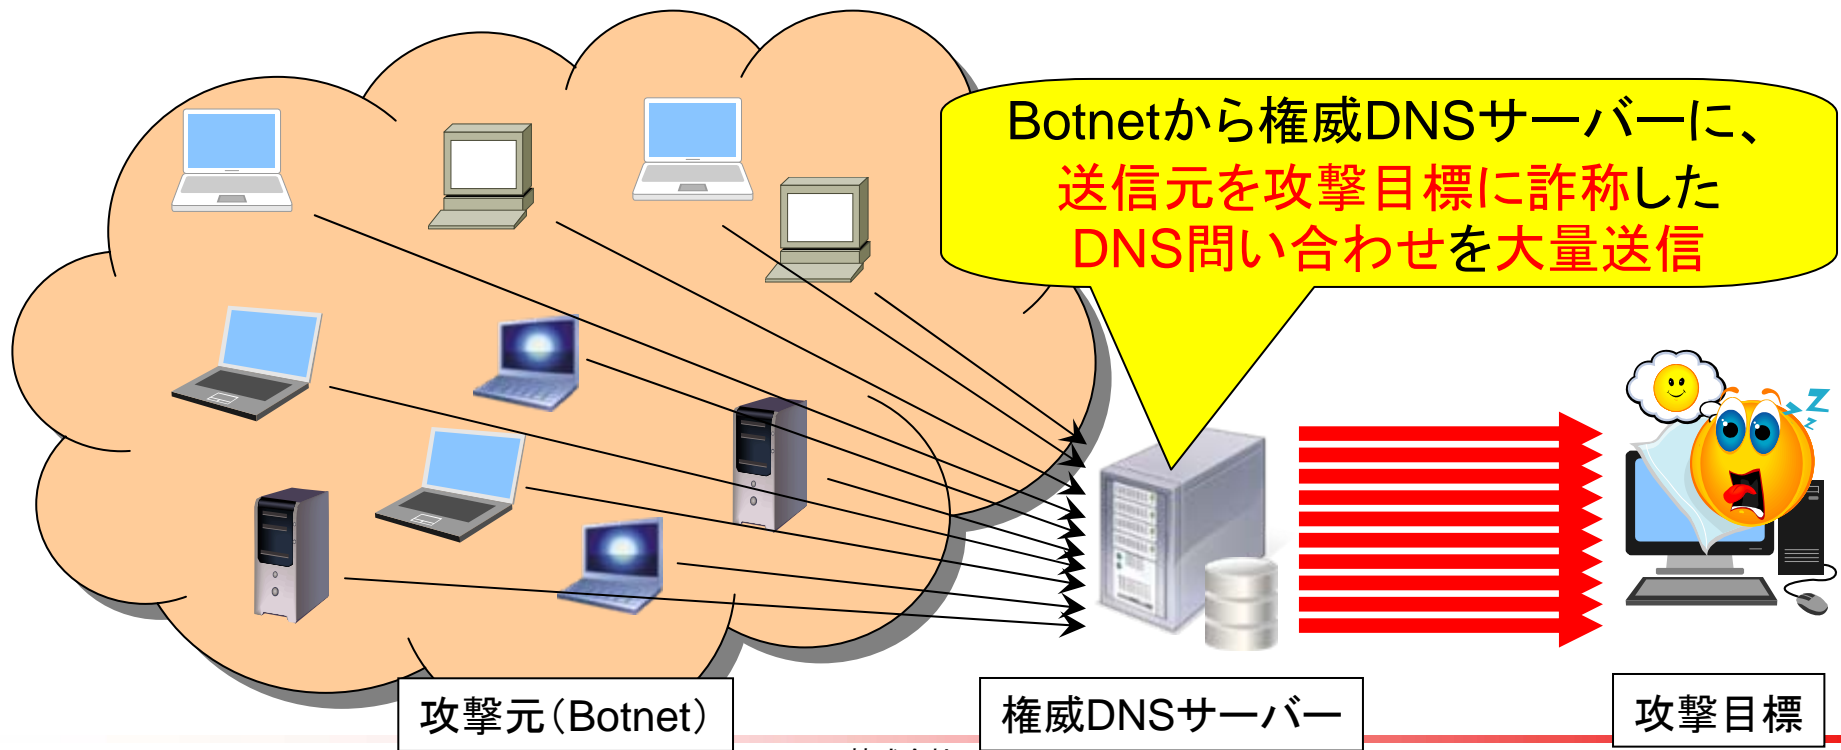 Botnetから権威DNSサーバーに、
送信元を攻撃目標に詐称した
DNS問い合わせを大量送信
攻撃元（Botnet）
権威DNSサーバー
攻撃目標